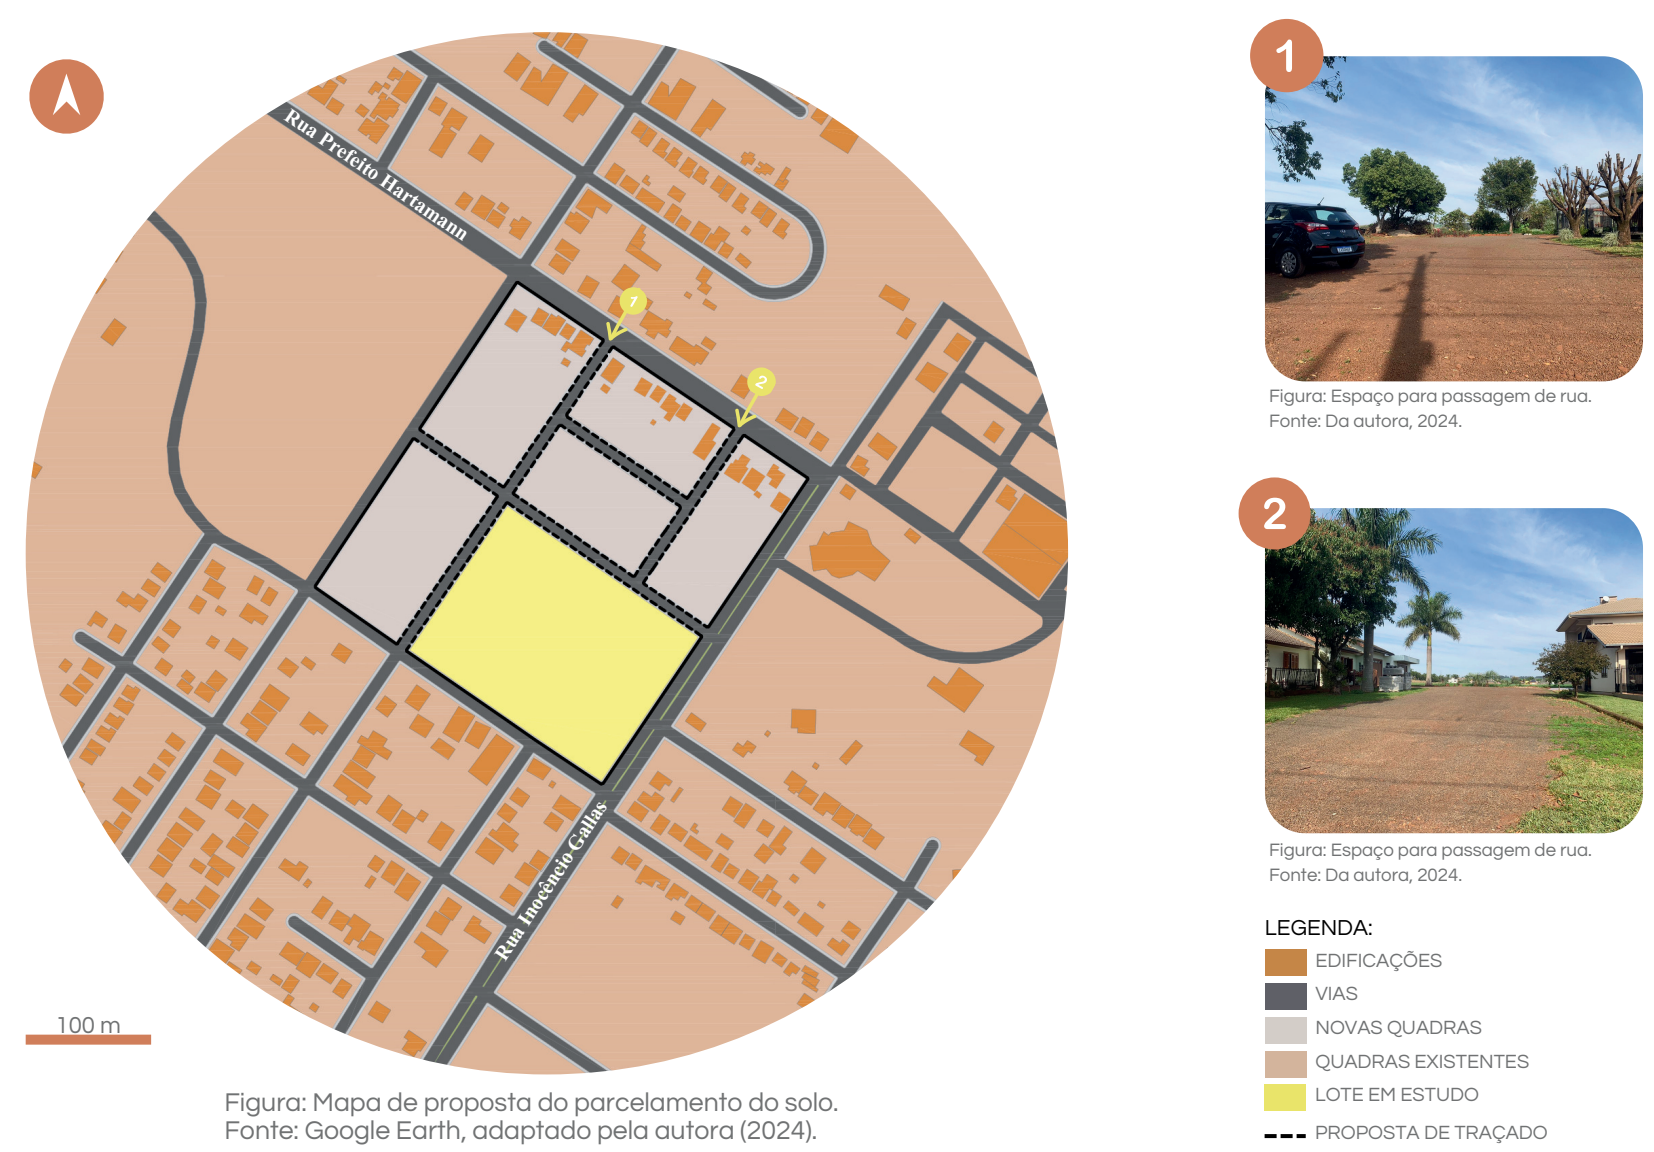 Rua Prefeito Hartamann
1
2
Rua Inocêncio Gallas
100 m
Figura: Mapa de proposta do parcelamento do solo.
Fonte: Google Earth, adaptado pela autora (2024).
1
Figura: Espaço para passagem de rua.
Fonte: Da autora, 2024.
2
Figura: Espaço para passagem de rua.
Fonte: Da autora, 2024.
LEGENDA:
EDIFICAÇÕES
VIAS
NOVAS QUADRAS
QUADRAS EXISTENTES
LOTE EM ESTUDO
PROPOSTA DE TRAÇADO